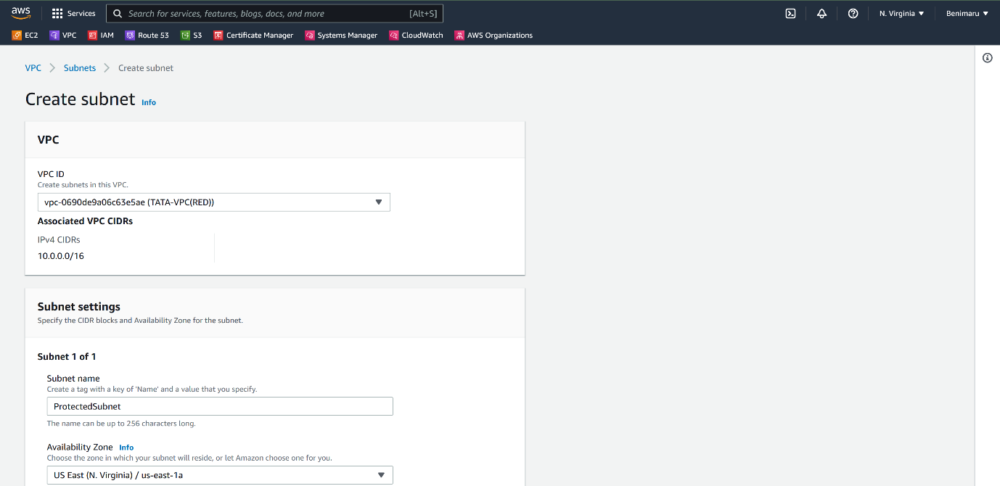 aws Services Search for services, features, blogs, docs, and more [Alt+S] N. Virginia Benimaru
EC2 VPC IAM Route 53 S3 Certificate Manager Systems Manager CloudWatch AWS Organizations
VPC Subnets Create subnet
Create subnet Info
VPC
VPC ID
Create subnets in this VPC.
vpc-0690de9a06c63e5ae (TATA-VPC(RED))
Associated VPC CIDRs
IPv4 CIDRs
10.0.0.0/16
Subnet settings
Specify the CIDR blocks and Availability Zone for the subnet.
Subnet 1 of 1
Subnet name
Create a tag with a key of 'Name' and a value that you specify.
ProtectedSubnet
The name can be up to 256 characters long.
Availability Zone Info
Choose the zone in which your subnet will reside, or let Amazon choose one for you.
US East (N. Virginia) / us-east-1a